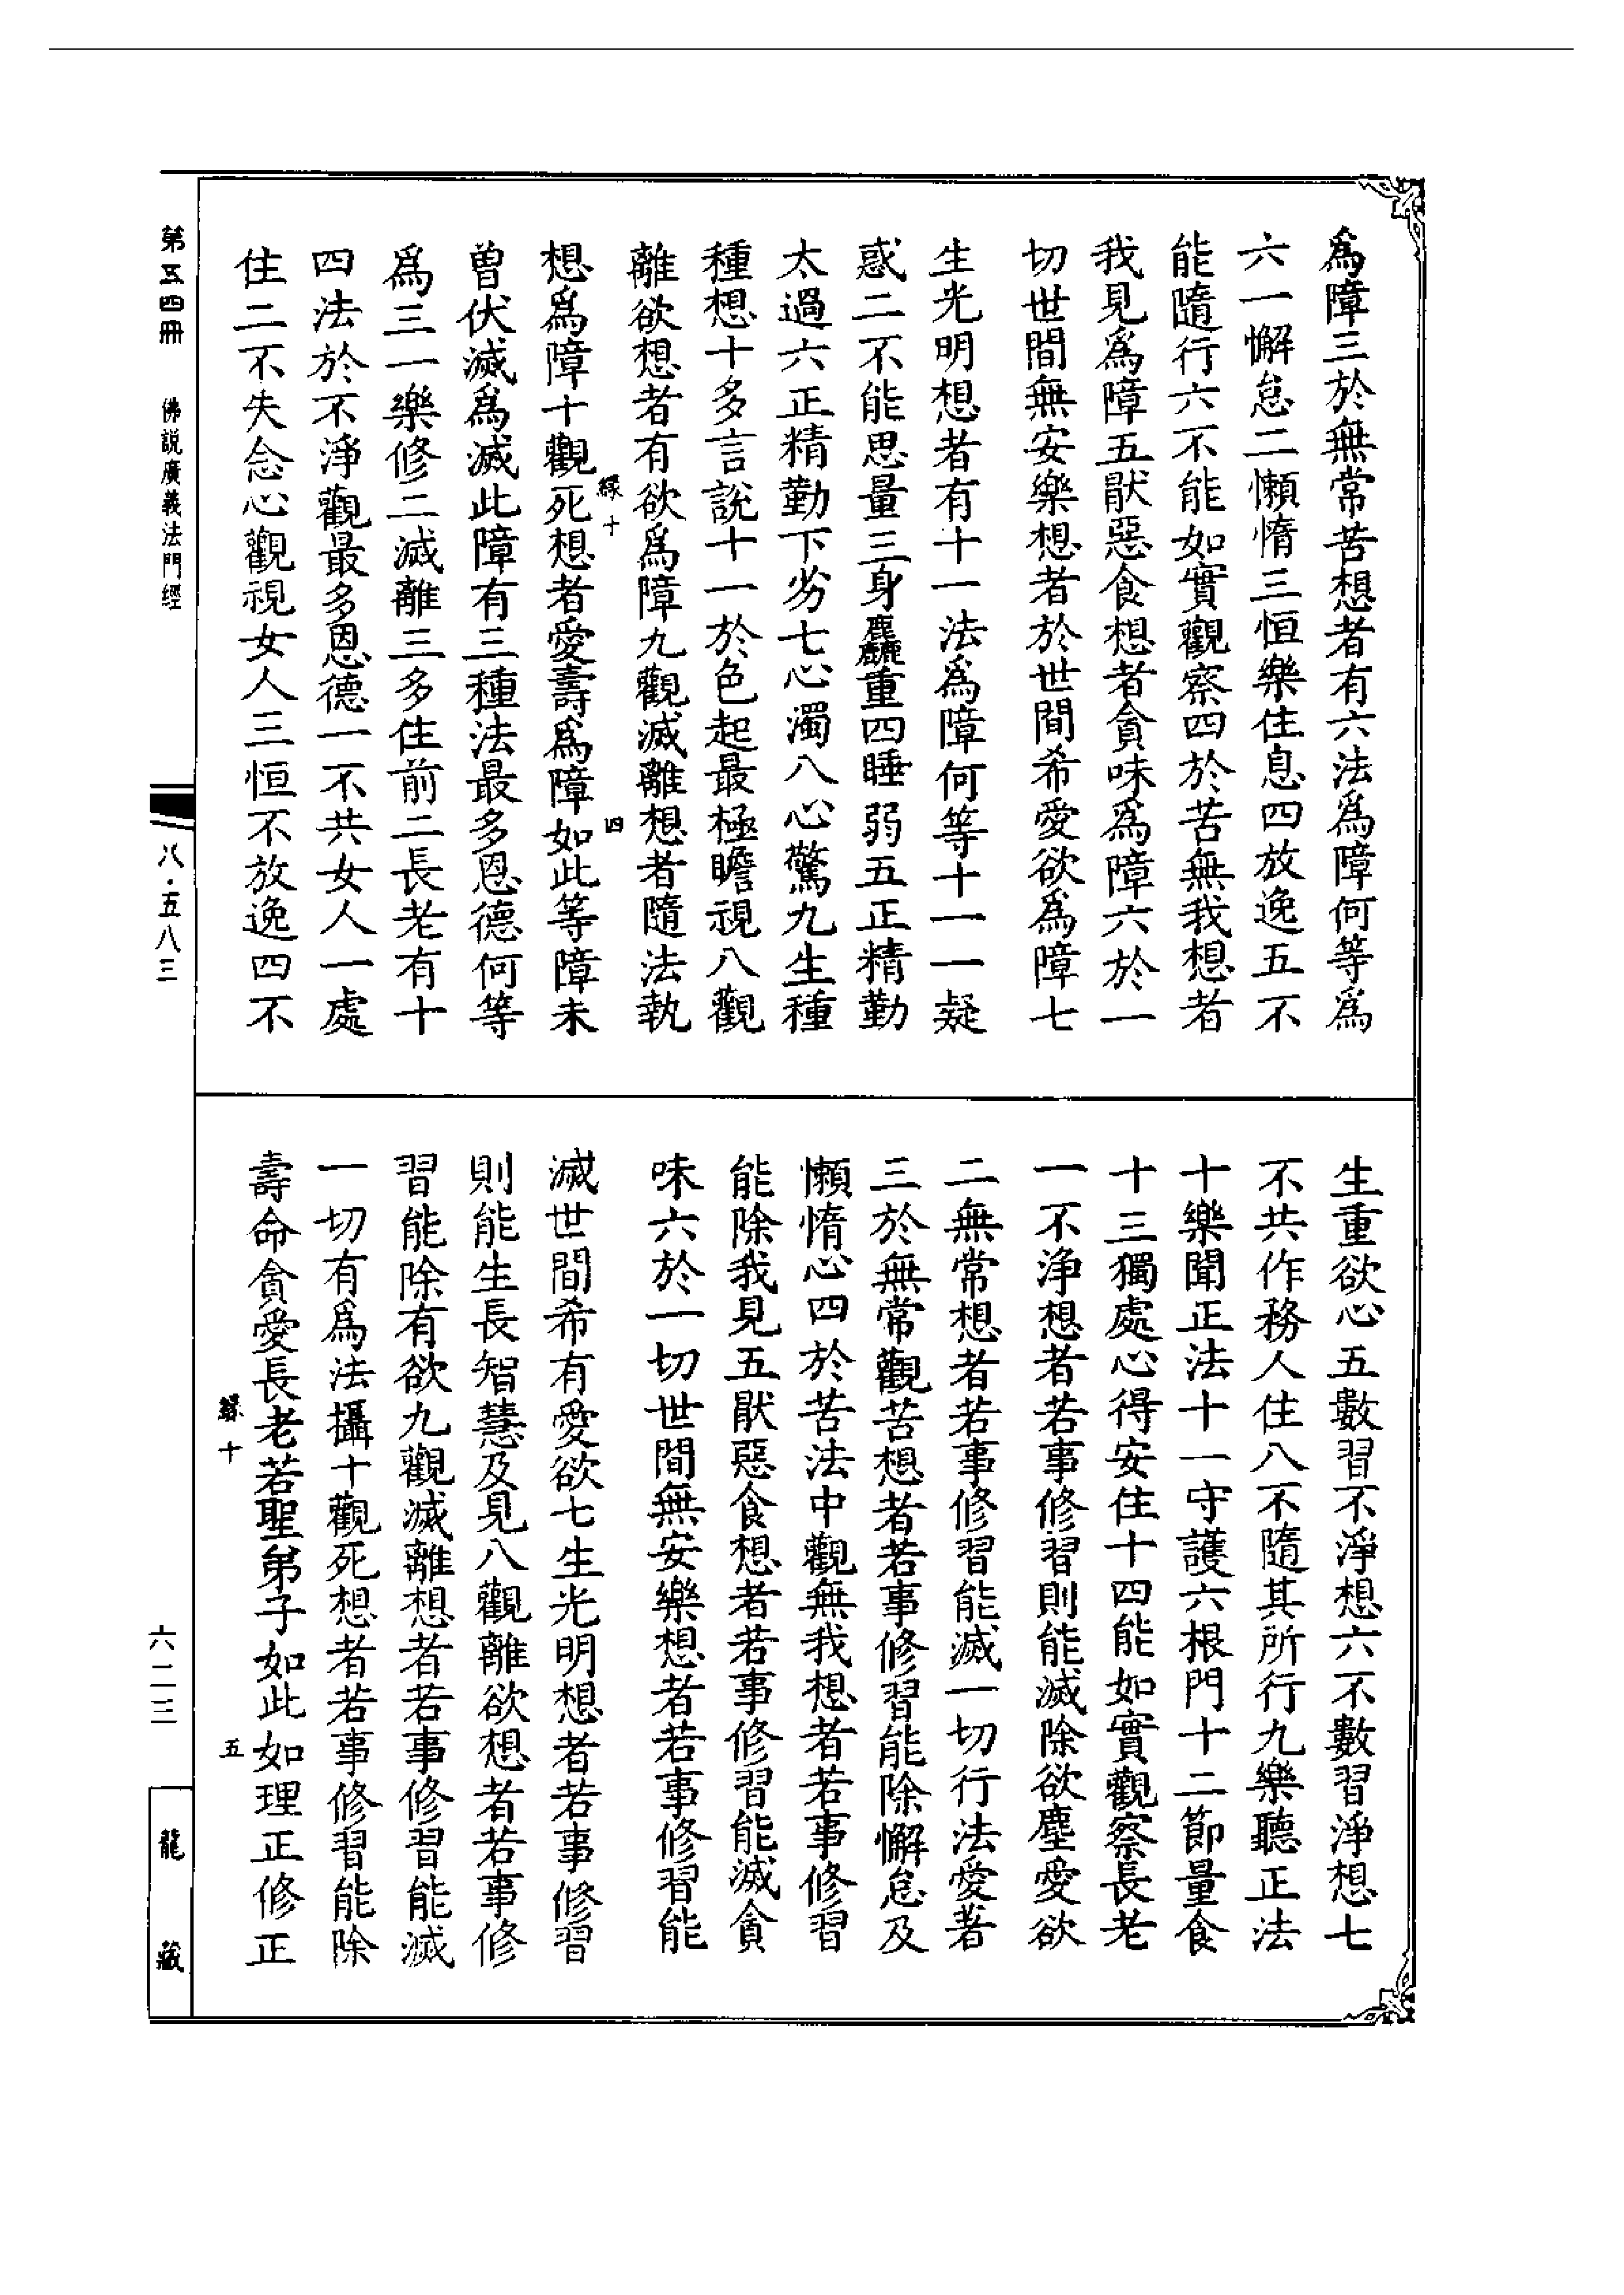 為障三於無常苦想者有六法為障何等為
六一懈怠二懶惰三恒樂住息四放逸五不
能隨行六不能如實觀察四於苦無我想者
我見為障五猒惡食想者貪味為障六於一
切世間無安樂想者於世間希愛欲為障七
生光明想者有十一法為障何等十一一疑
惑二不能思量三身麤重四睡弱五正精勤
太過六正精勤下劣七心濁八心驚九生種
種想十多言說十一於色起最極瞻視八觀
離欲想者有欲為障九觀滅離想者隨法執
緣十
四
想為障十觀死想者愛壽為障如此等障未
曾伏滅為滅此障有三種法最多恩德何等
為三一樂修二滅離三多住前二長老有十
四法於不淨觀最多恩德一不共女人一處
住二不失念心觀視女人三恒不放逸四不
生重欲心五數習不淨想六不數習淨想七
不共作務人住八不隨其所行九樂聽正法
十樂聞正法十一守護六根門十二節量食
十三獨處心得安住十四能如實觀察長老
一不淨想者若事修習則能滅除欲塵愛欲
二無常想者若事修習能滅一切行法愛著
三於無常觀苦想者若事修習能除懈怠及
懶惰心四於苦法中觀無我想者若事修習
能除我見五猒惡食想者若事修習能滅貪
味六於一切世間無安樂想者若事修習能
滅世間希有愛欲七生光明想者若事修習
則能生長智慧及見八觀離欲想者若事修
習能除有欲九觀滅離想者若事修習能滅
一切有為法攝十觀死想者若事修習能除
壽命貪愛長老若聖弟子如此如理正修正
緣十
五
第五四冊
佛說廣義法門經
八·五八三
六二三
龍藏